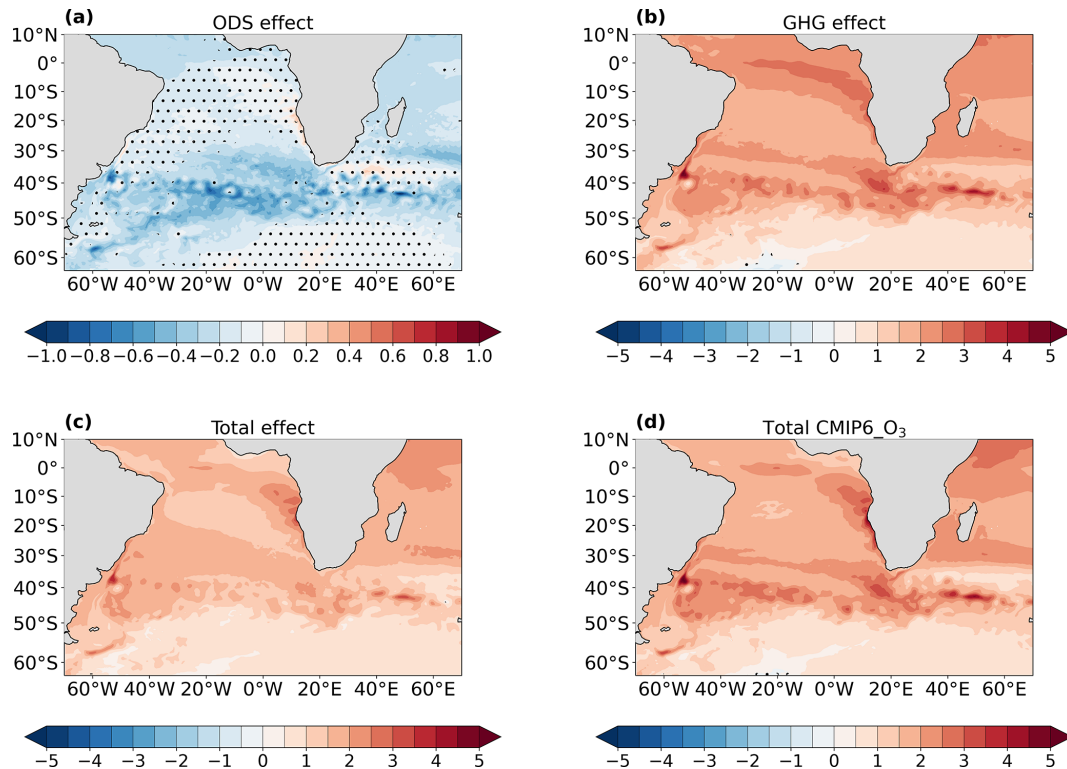 (a) ODS effect
10°N
0°
10°S
20°S
30°S
40°S
50°S
60°S
60°W 40°W 20°W 0°W 20°E 40°E 60°E
−1.0 −0.8 −0.6 −0.4 −0.2 0.0 0.2 0.4 0.6 0.8 1.0
(b) GHG effect
10°N
0°
10°S
20°S
30°S
40°S
50°S
60°S
60°W 40°W 20°W 0°W 20°E 40°E 60°E
−5 −4 −3 −2 −1 0 1 2 3 4 5
(c) Total effect
10°N
0°
10°S
20°S
30°S
40°S
50°S
60°S
60°W 40°W 20°W 0°W 20°E 40°E 60°E
−5 −4 −3 −2 −1 0 1 2 3 4 5
(d) Total CMIP6_O₃
10°N
0°
10°S
20°S
30°S
40°S
50°S
60°S
60°W 40°W 20°W 0°W 20°E 40°E 60°E
−5 −4 −3 −2 −1 0 1 2 3 4 5